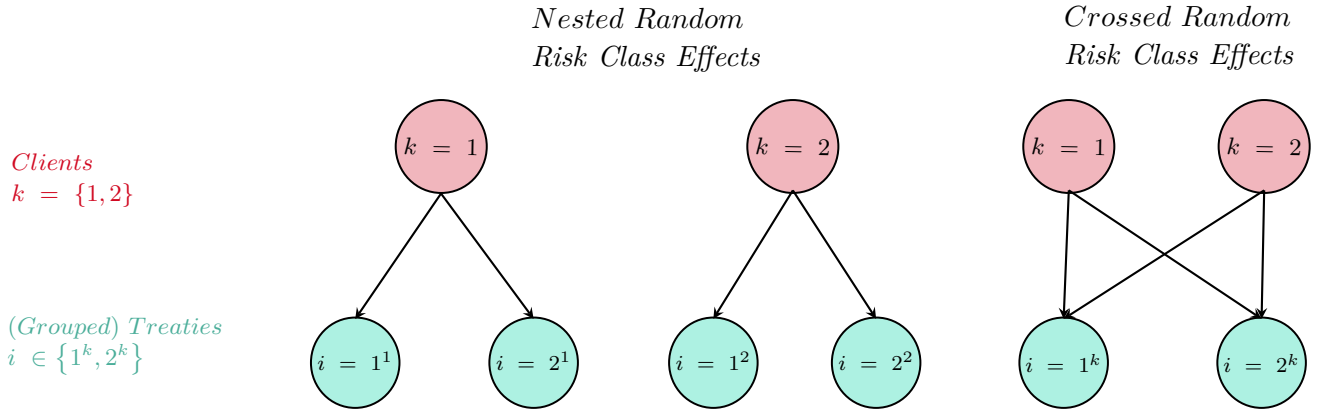 Nested Random
Risk Class Effects
Crossed Random
Risk Class Effects
Clients
k = {1, 2}
k = 1
k = 2
k = 1
k = 2
(Grouped) Treaties
i ∈ {1^k, 2^k}
i = 1^1
i = 2^1
i = 1^2
i = 2^2
i = 1^k
i = 2^k